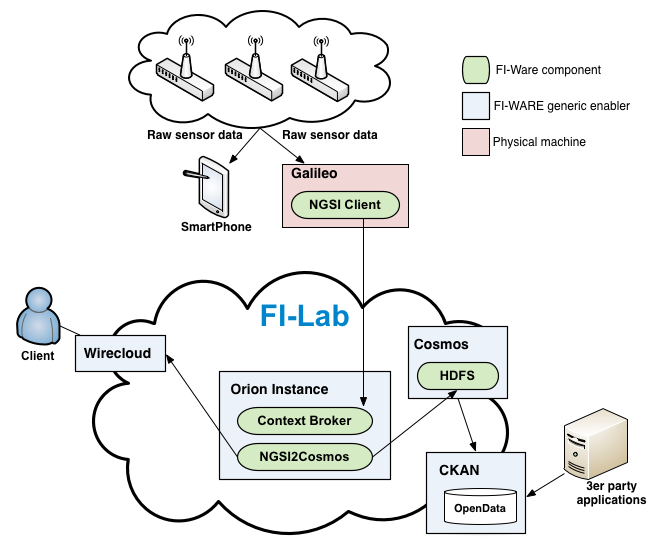 Raw sensor data
Raw sensor data
FI-Ware component
FI-WARE generic enabler
Physical machine
Galileo
NGSI Client
SmartPhone
FI-Lab
Client
Wirecloud
Cosmos
HDFS
Orion Instance
Context Broker
NGSI2Cosmos
CKAN
OpenData
3er party
applications